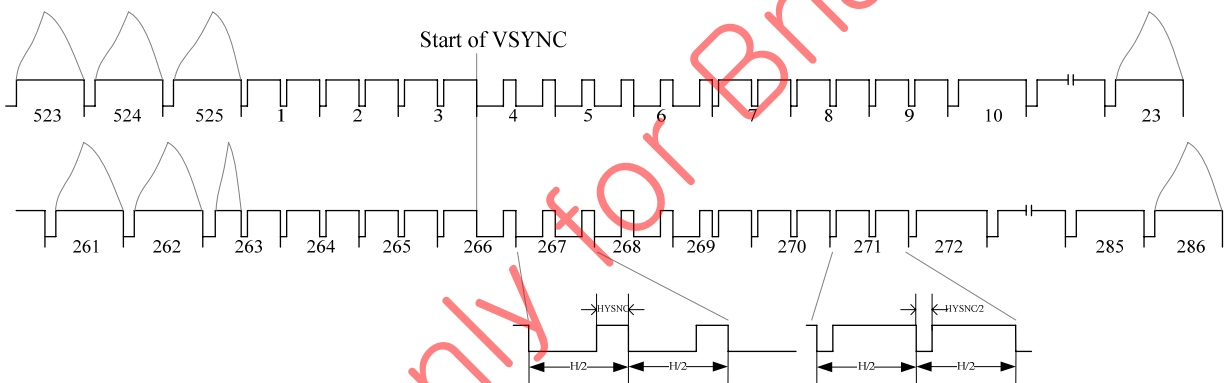 Start of VSYNC
523 524 525 1 2 3 4 5 6 7 8 9 10 23
261 262 263 264 265 266 267 268 269 270 271 272 285 286
HYSNC HYSNC/2
H/2 H/2 H/2 H/2
only for Bri